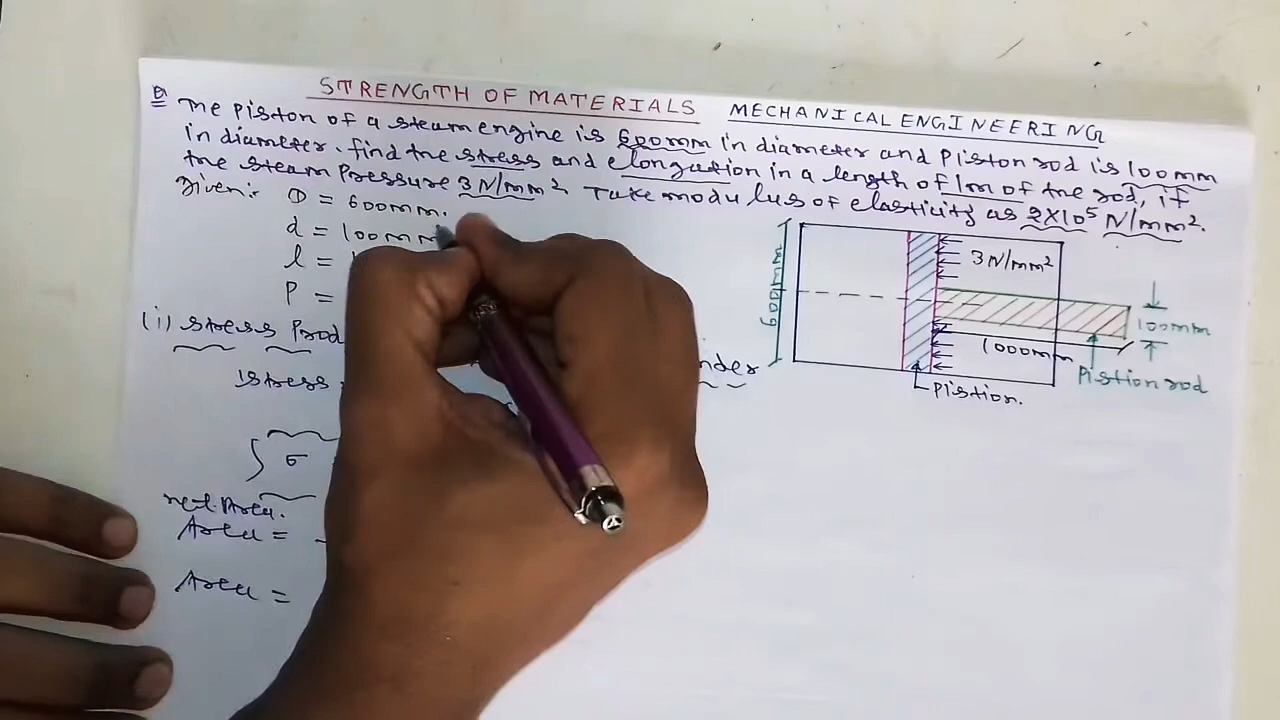 STRENGTH OF MATERIALS MECHANICAL ENGINEERING
Q The Piston of a steam engine is 600mm in diameter and Piston rod is 100mm
in diameter. find the stress and elongation in a length of 1m of the rod, if
the steam Pressure 3 N/mm² Take modulus of elasticity as 2X10⁵ N/mm².
given:- D = 600mm.
d = 100mm
l =
P =
(i) stress Prod
stress
σ
net Area.
Area =
Area =
600mm
3 N/mm²
100mm
1000mm
Pistion rod
Pistion.